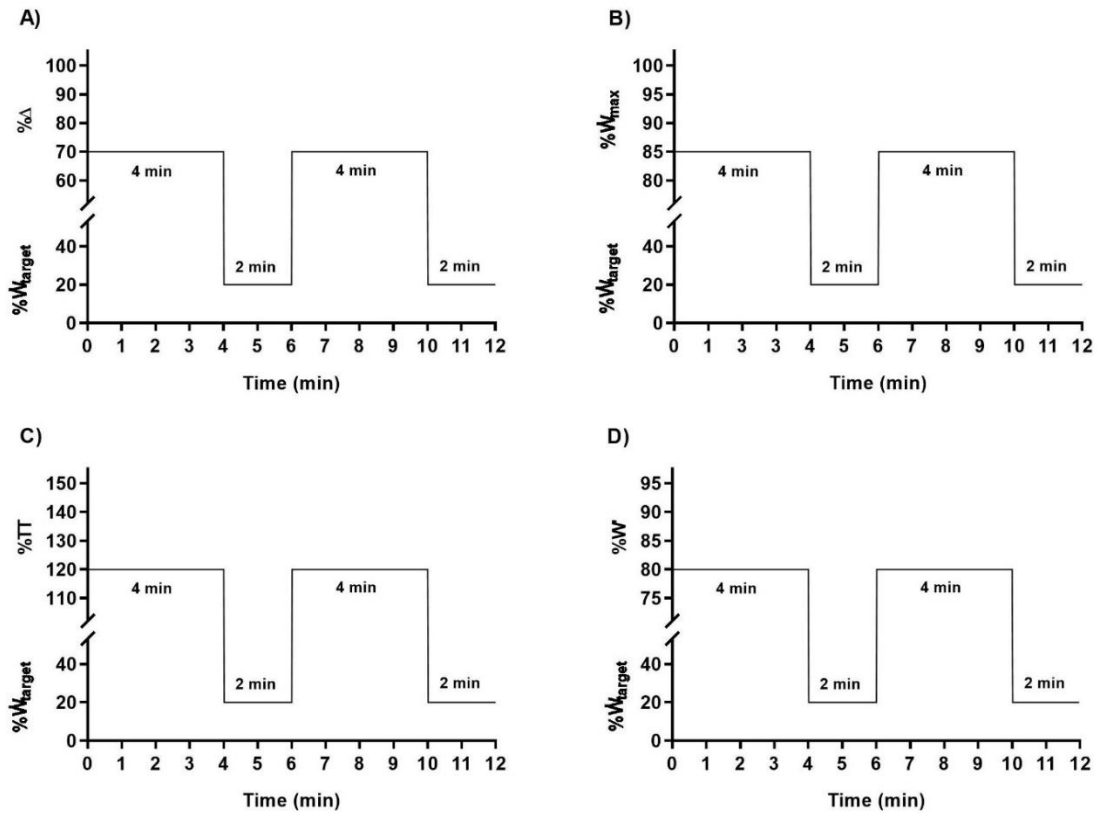 A)
%Δ
100
90
80
70
60
4 min
4 min
%Ẇtarget
40
20
0
2 min
2 min
0 1 2 3 4 5 6 7 8 9 10 11 12
Time (min)
B)
%Ẇmax
100
95
90
85
80
4 min
4 min
%Ẇtarget
40
20
0
2 min
2 min
0 1 3 3 4 5 6 7 8 9 10 11 12
Time (min)
C)
%TT
150
140
130
120
110
4 min
4 min
%Ẇtarget
40
20
0
2 min
2 min
0 1 2 3 4 5 6 7 8 9 10 11 12
Time (min)
D)
%W'
95
90
85
80
75
4 min
4 min
%Ẇtarget
40
20
0
2 min
2 min
0 1 2 3 4 5 6 7 8 9 10 11 12
Time (min)